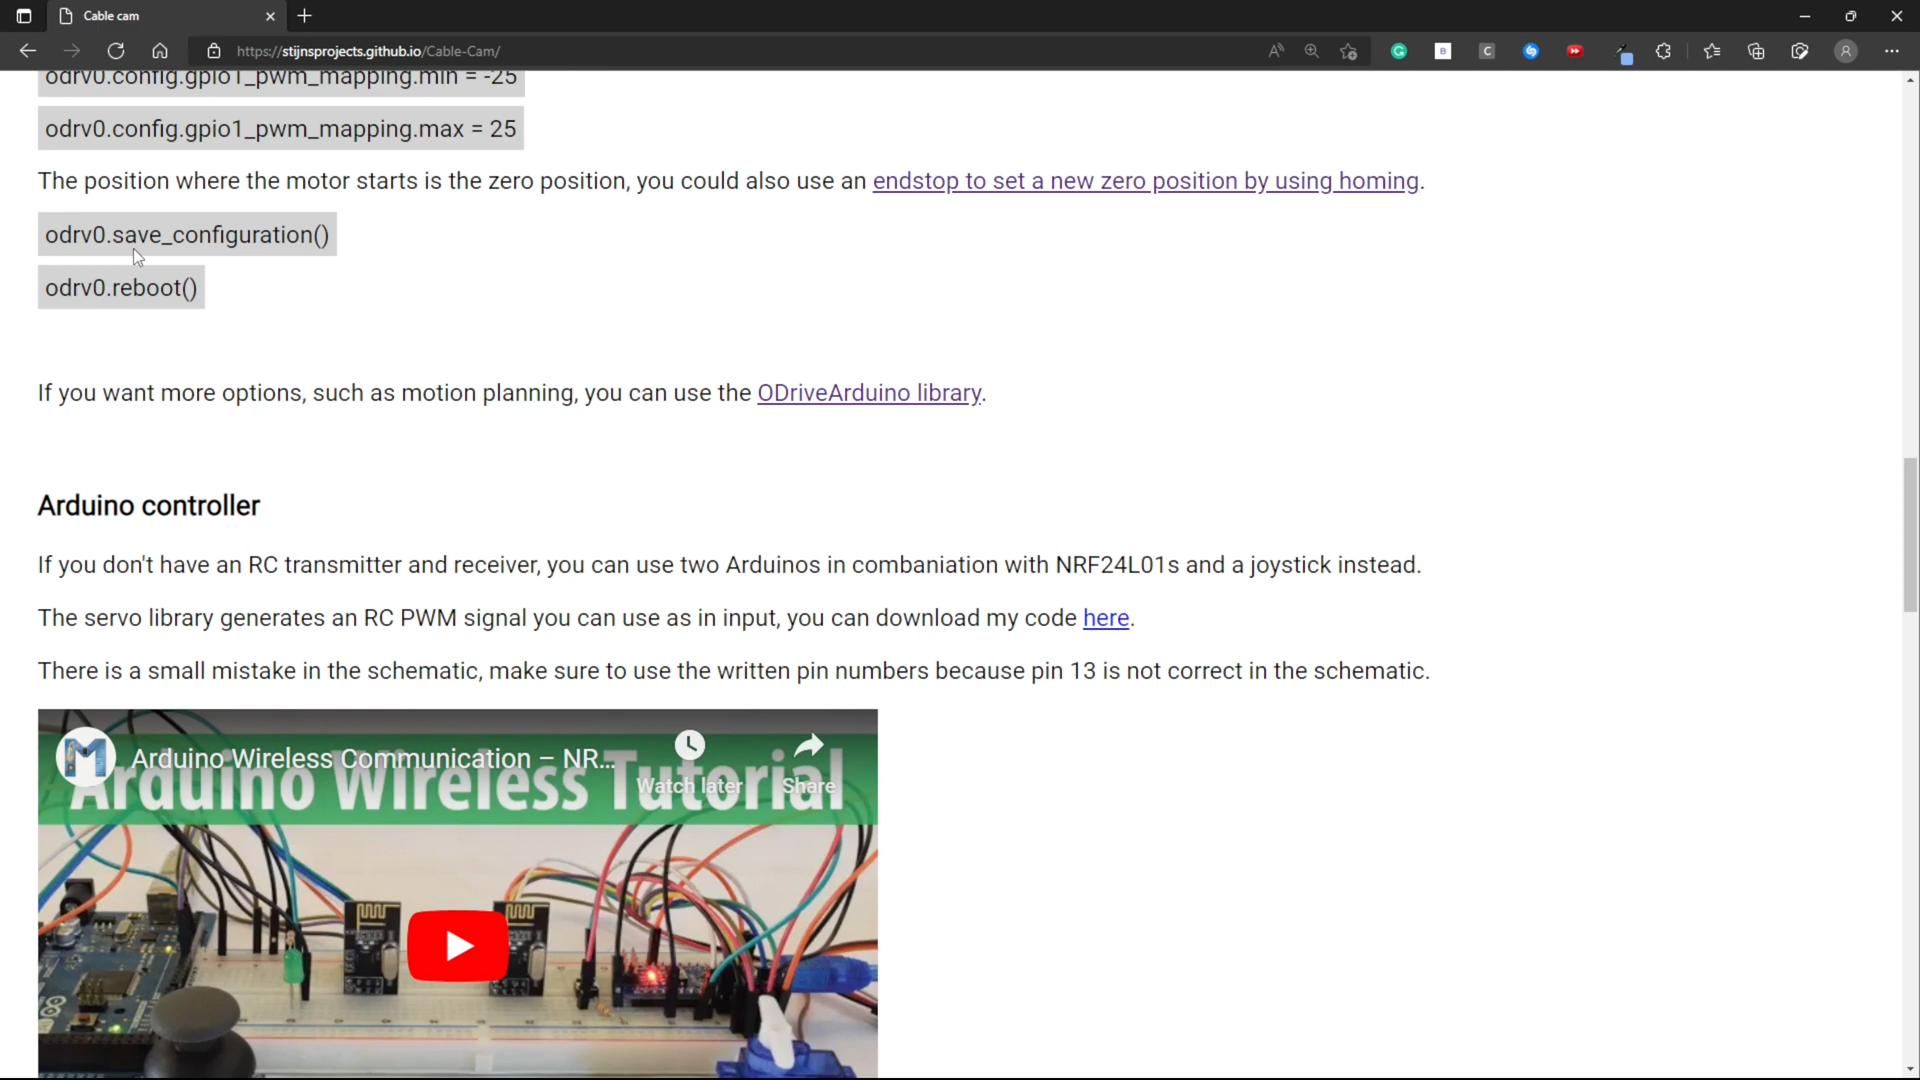 Cable cam
https://stijnsprojects.github.io/Cable-Cam/
odrv0.config.gpio1_pwm_mapping.min = -25
odrv0.config.gpio1_pwm_mapping.max = 25
The position where the motor starts is the zero position, you could also use an endstop to set a new zero position by using homing.
odrv0.save_configuration()
odrv0.reboot()
If you want more options, such as motion planning, you can use the ODriveArduino library.
Arduino controller
If you don't have an RC transmitter and receiver, you can use two Arduinos in combaniation with NRF24L01s and a joystick instead.
The servo library generates an RC PWM signal you can use as in input, you can download my code here.
There is a small mistake in the schematic, make sure to use the written pin numbers because pin 13 is not correct in the schematic.
Arduino Wireless Communication – NR...
Watch later
Share
Arduino Wireless Tutorial